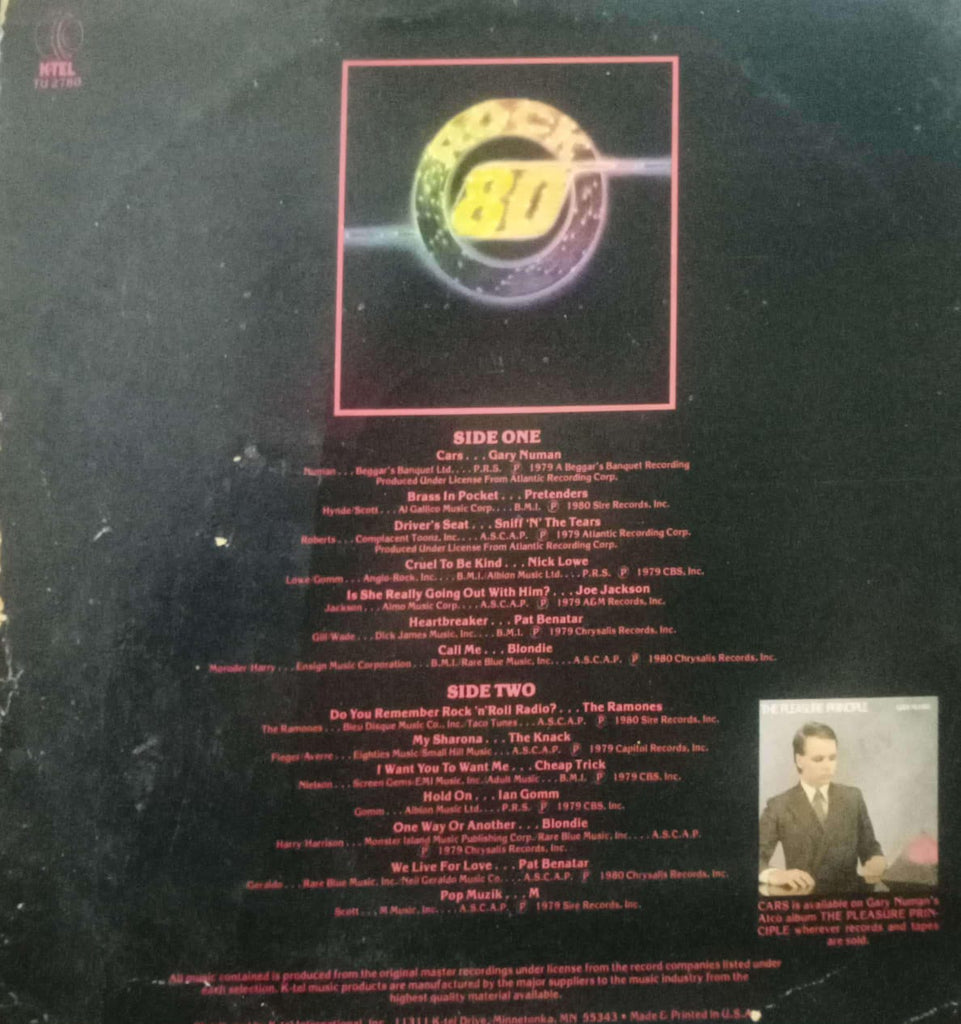 K-TEL
TU 2780
ROCK
80
SIDE ONE
Cars . . . Gary Numan
Numan . . . Beggar's Banquet Ltd. . . . P.R.S. Ⓟ 1979 A Beggar's Banquet Recording
Produced Under License From Atlantic Recording Corp.
Brass In Pocket . . . Pretenders
Hynde/Scott . . . Al Gallico Music Corp. . . . B.M.I. Ⓟ 1980 Sire Records, Inc.
Driver's Seat . . . Sniff 'N' The Tears
Roberts . . . Complacent Toonz, Inc. . . . A.S.C.A.P. Ⓟ 1979 Atlantic Recording Corp.
Produced Under License From Atlantic Recording Corp.
Cruel To Be Kind . . . Nick Lowe
Lowe-Gomm . . . Anglo-Rock, Inc. . . . B.M.I./Albion Music Ltd. . . . P.R.S. Ⓟ 1979 CBS, Inc.
Is She Really Going Out With Him? . . . Joe Jackson
Jackson . . . Almo Music Corp. . . . A.S.C.A.P. Ⓟ 1979 A&M Records, Inc.
Heartbreaker . . . Pat Benatar
Gill/Wade . . . Dick James Music, Inc. . . . B.M.I. Ⓟ 1979 Chrysalis Records, Inc.
Call Me . . . Blondie
Moroder/Harry . . . Ensign Music Corporation . . . B.M.I./Rare Blue Music, Inc. . . . A.S.C.A.P. Ⓟ 1980 Chrysalis Records, Inc.
SIDE TWO
Do You Remember Rock 'n' Roll Radio? . . . The Ramones
The Ramones . . . Bleu Disque Music Co., Inc./Taco Tunes . . . A.S.C.A.P. Ⓟ 1980 Sire Records, Inc.
My Sharona . . . The Knack
Fieger/Averre . . . Eighties Music/Small Hill Music . . . A.S.C.A.P. Ⓟ 1979 Capitol Records, Inc.
I Want You To Want Me . . . Cheap Trick
Nielson . . . Screen Gems-EMI Music, Inc./Adult Music . . . B.M.I. Ⓟ 1979 CBS, Inc.
Hold On . . . Ian Gomm
Gomm . . . Albion Music Ltd. . . . P.R.S. Ⓟ 1979 CBS, Inc.
One Way Or Another . . . Blondie
Harry/Harrison . . . Monster Island Music Publishing Corp./Rare Blue Music, Inc. . . . A.S.C.A.P.
Ⓟ 1979 Chrysalis Records, Inc.
We Live For Love . . . Pat Benatar
Geraldo . . . Rare Blue Music, Inc./Neil Geraldo Music Co. . . . A.S.C.A.P. Ⓟ 1980 Chrysalis Records, Inc.
Pop Muzik . . . M
Scott . . . M Music, Inc. . . . A.S.C.A.P. Ⓟ 1979 Sire Records, Inc.
THE PLEASURE PRINCIPLE
GARY NUMAN
CARS is available on Gary Numan's
Atco album THE PLEASURE PRIN-
CIPLE wherever records and tapes
are sold.
All music contained is produced from the original master recordings under license from the record companies listed under
each selection. K-tel music products are manufactured by the major suppliers to the music industry from the
highest quality material available.
K-tel International, Inc. 11311 K-tel Drive, Minnetonka, MN 55343 • Made & Printed in U.S.A.